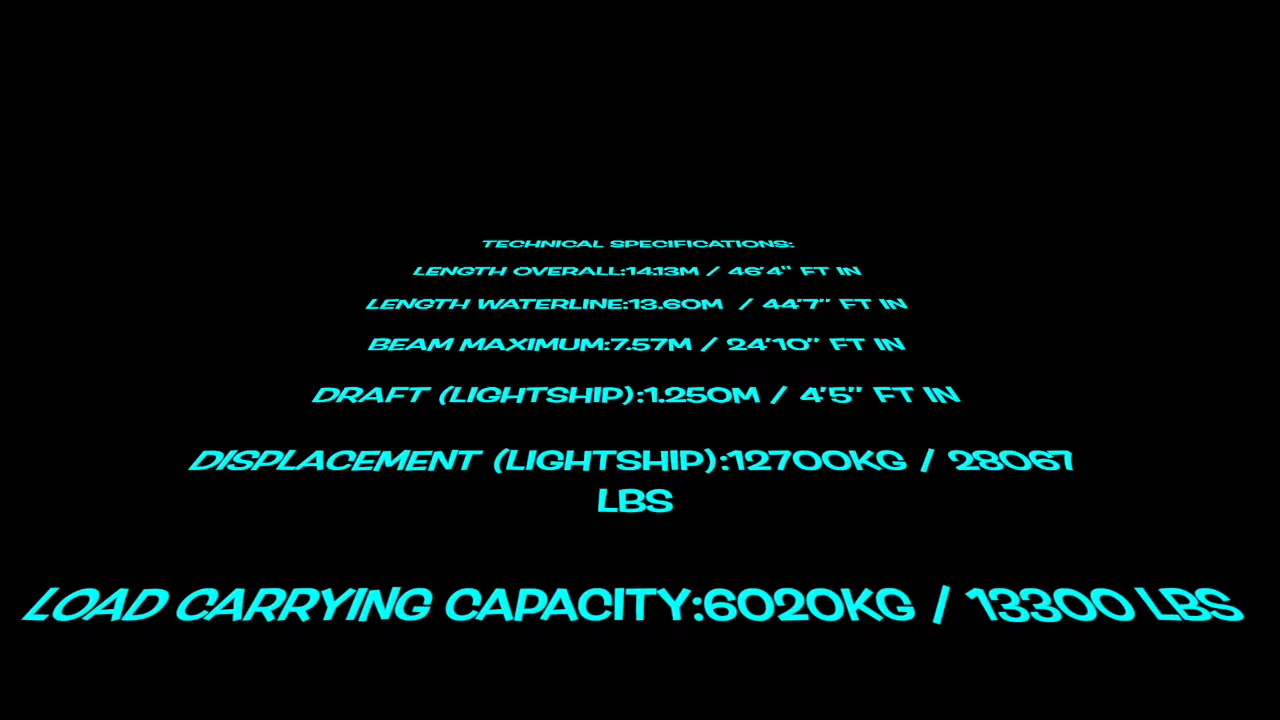 TECHNICAL SPECIFICATIONS:
LENGTH OVERALL:14.13M / 46'4" FT IN
LENGTH WATERLINE:13.60M / 44'7" FT IN
BEAM MAXIMUM:7.57M / 24'10" FT IN
DRAFT (LIGHTSHIP):1.250M / 4'5" FT IN
DISPLACEMENT (LIGHTSHIP):12700KG / 28067
LBS
LOAD CARRYING CAPACITY:6020KG / 13300 LBS